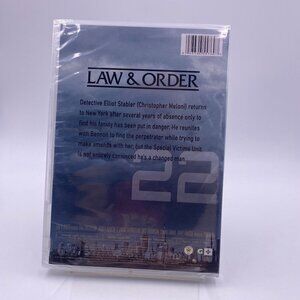 LAW & ORDER
Detective Elliot Stabler (Christopher Meloni) returns
to New York after several years of absence only to
find his family has been put in danger. He reunites
with Benson to find the perpetrator while trying to
make amends with her, but the Special Victims Unit
is not entirely convinced he's a changed man.
22